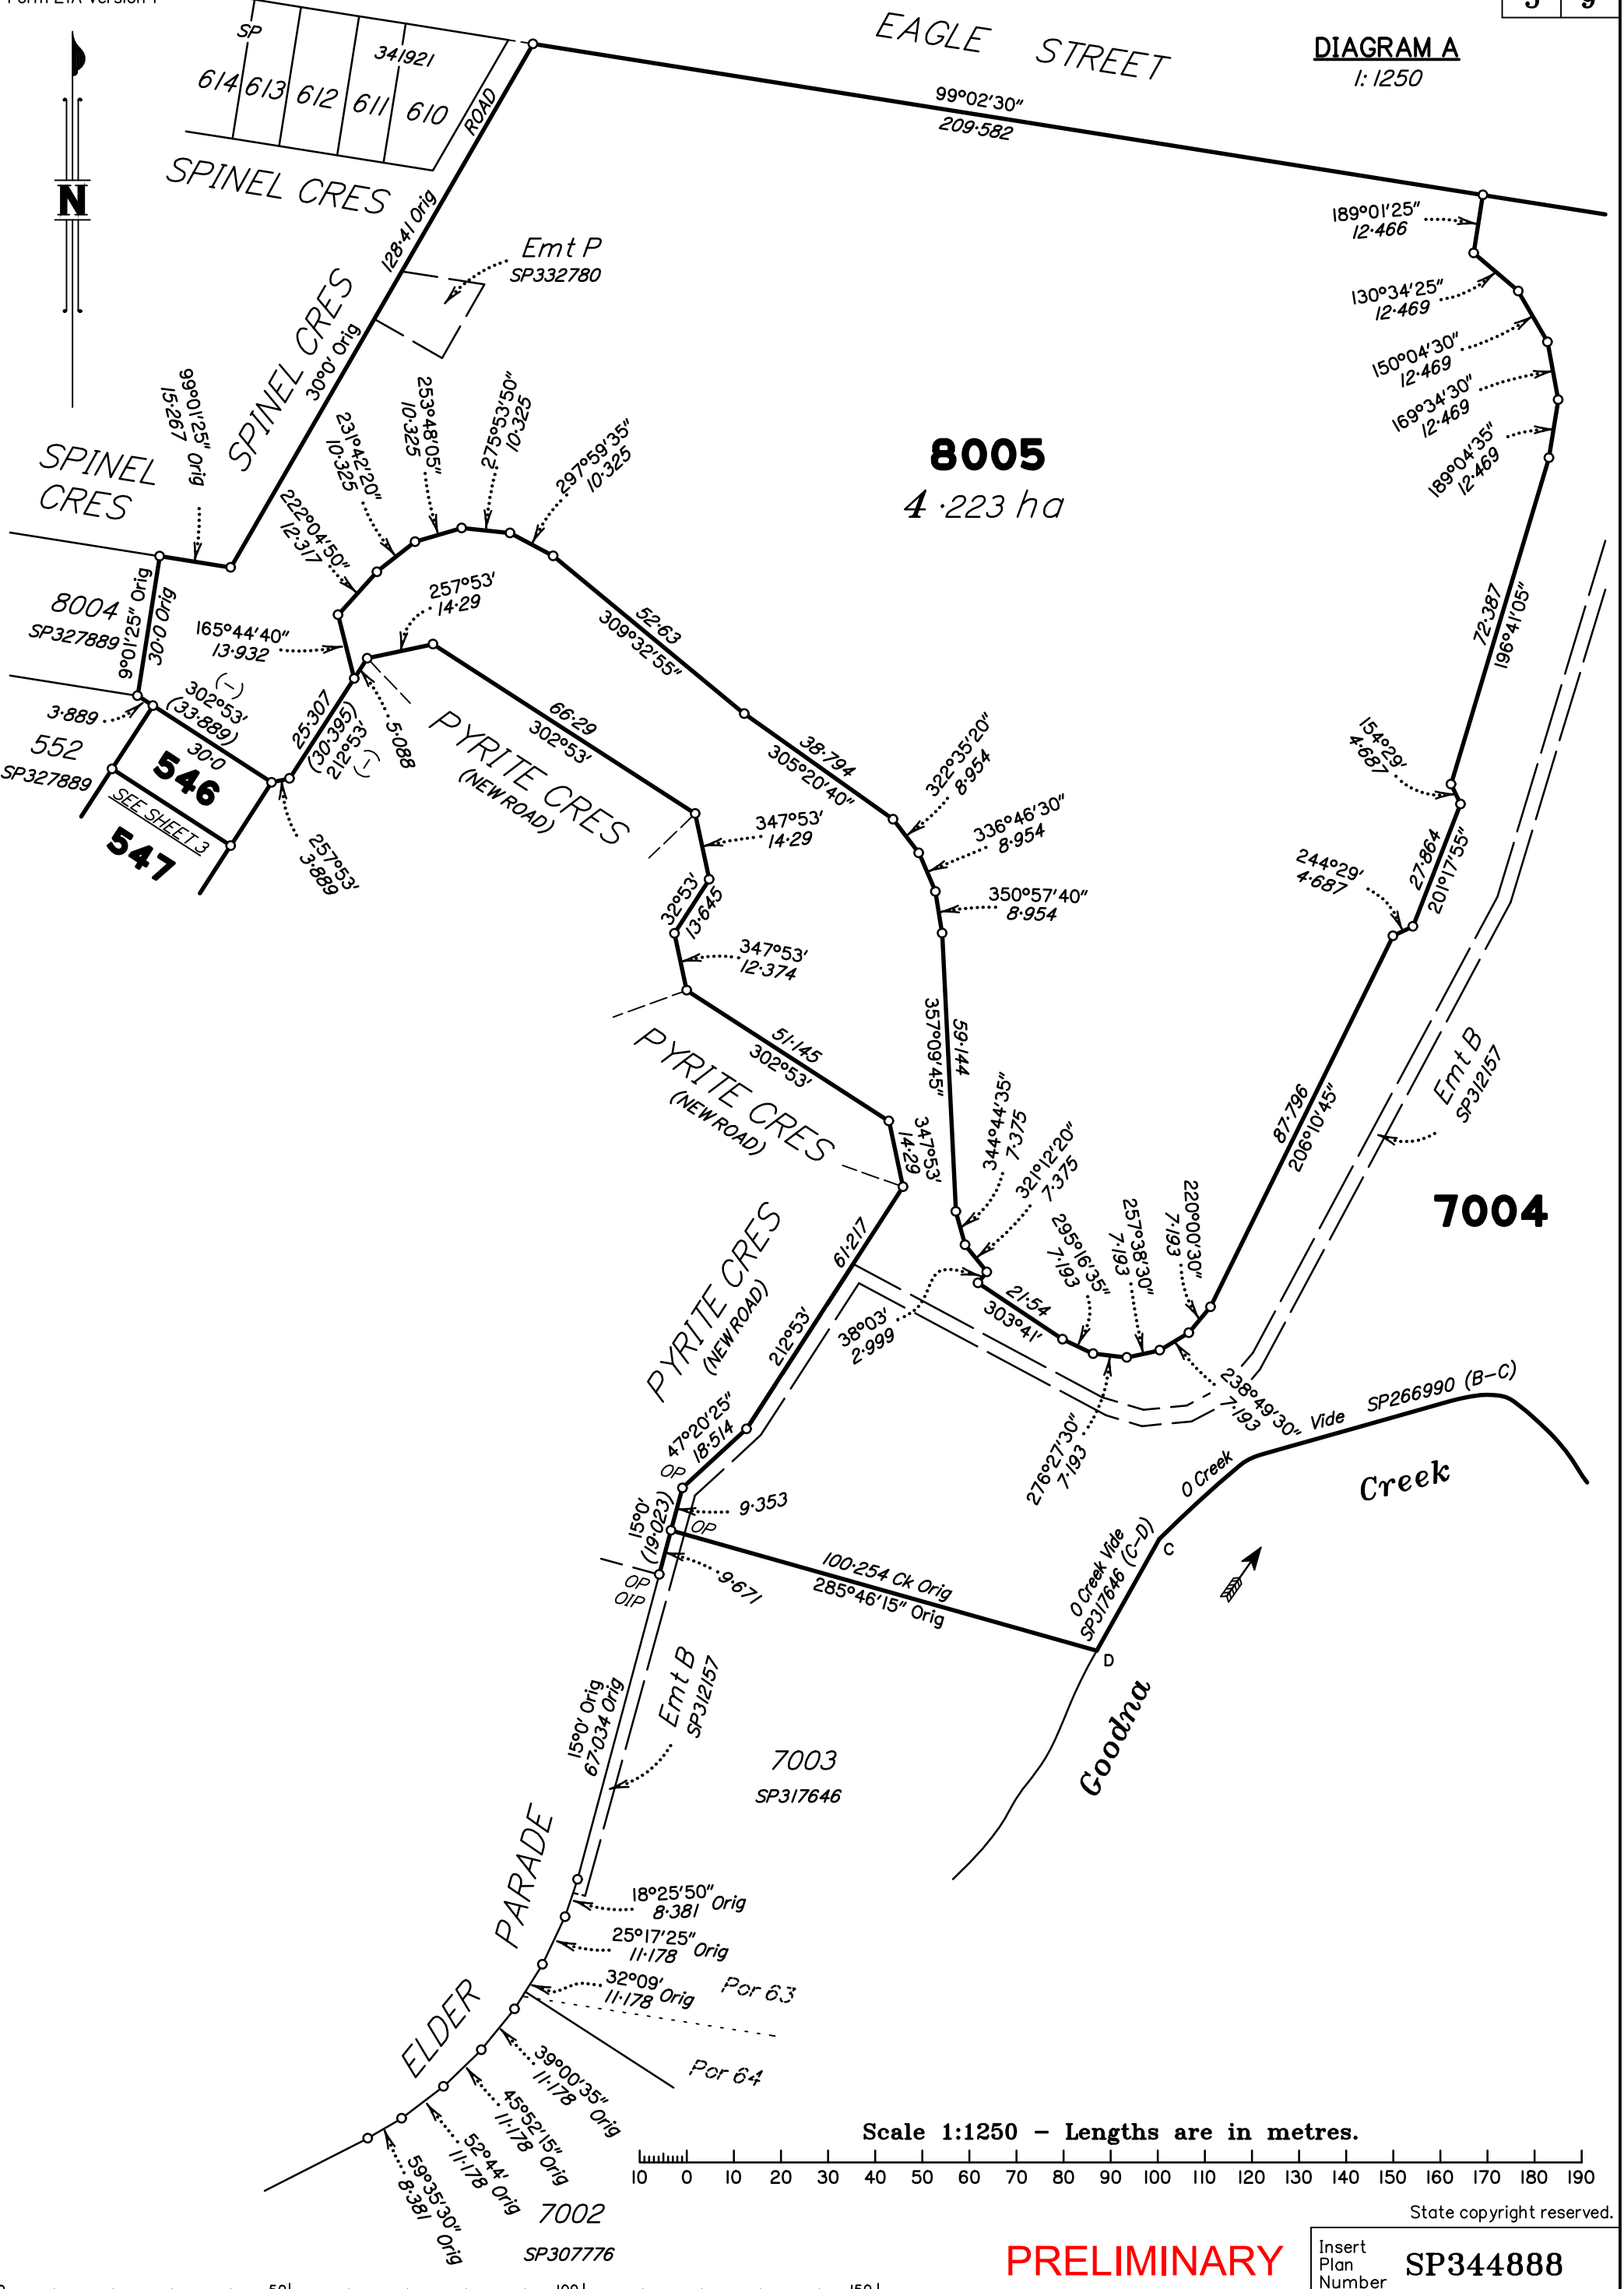 5 9
DIAGRAM A
1:1250
EAGLE STREET
99°02'30"
209·582
SP
341921
614
613
612
611
610
ROAD
SPINEL CRES
N
128·41 Orig
30°0' Orig
SPINEL CRES
Emt P
SP332780
99°01'25" Orig
15·267
SPINEL
CRES
8004
SP327889
9°01'25" Orig
30·0 Orig
189°01'25"
12·466
130°34'25"
12·469
150°04'30"
12·469
169°34'30"
12·469
189°04'35"
12·469
8005
4·223 ha
222°04'50"
12·317
231°42'20"
10·325
253°48'05"
10·325
275°53'50"
10·325
297°59'35"
10·325
257°53'
14·29
165°44'40"
13·932
52·63
309°32'55"
72·387
196°41'05"
3·889
(–)
302°53'
(33·889)
30·0
552
SP327889
546
SEE SHEET 3
547
25·307
(30·395)
212°53'
(–)
5·088
257°53'
3·889
66·29
302°53'
PYRITE CRES
(NEW ROAD)
38·794
305°20'40"
322°35'20"
8·954
336°46'30"
8·954
350°57'40"
8·954
347°53'
14·29
32°53'
13·645
347°53'
12·374
154°29'
4·687
27·864
201°17'55"
244°29'
4·687
51·145
302°53'
PYRITE CRES
(NEW ROAD)
59·144
357°09'45"
347°53'
14·29
344°44'35"
7·375
321°12'20"
7·375
295°16'35"
7·193
257°38'30"
7·193
220°00'30"
7·193
87·796
206°10'45"
Emt B
SP312157
7004
PYRITE CRES
(NEW ROAD)
61·217
212°53'
38°03'
2·999
21·54
303°41'
276°27'30"
7·193
238°49'30"
7·193
47°20'25"
18·514
OP
15°0'
(19·023)
9·353
OP
9·671
OP
OIP
100·254 Ck Orig
285°46'15" Orig
O Creek Vide SP266990 (B–C)
O Creek Vide
SP317646 (C–D)
C
D
Goodna
Creek
15°0' Orig
67·034 Orig
Emt B
SP312157
7003
SP317646
ELDER PARADE
18°25'50"
8·381
Orig
25°17'25"
11·178
Orig
32°09'
11·178
Orig
Por 63
Por 64
39°00'35"
11·178
Orig
45°52'15"
11·178
Orig
52°44'
11·178
Orig
59°35'30"
8·381
Orig
7002
SP307776
Scale 1:1250 – Lengths are in metres.
10 0 10 20 30 40 50 60 70 80 90 100 110 120 130 140 150 160 170 180 190
State copyright reserved.
PRELIMINARY
Insert
Plan
Number
SP344888